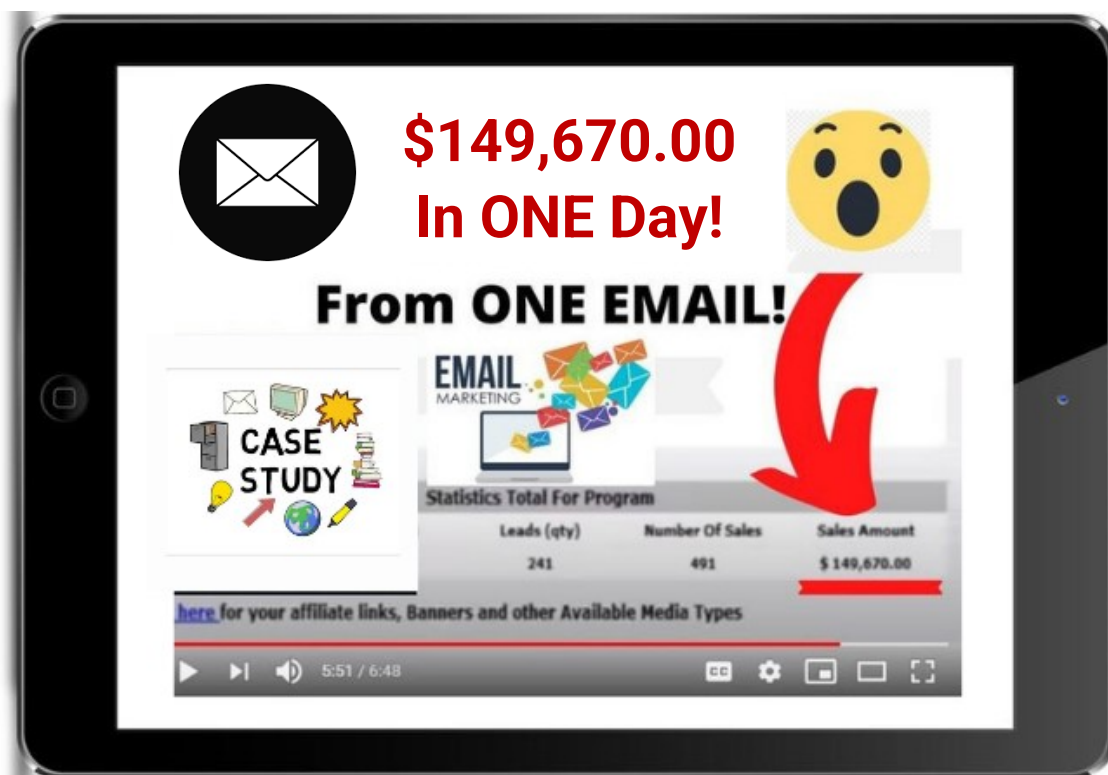 $149,670.00
In ONE Day!
From ONE EMAIL!
EMAIL
MARKETING
CASE
STUDY
Statistics Total For Program
Leads (qty) Number Of Sales Sales Amount
241 491 $ 149,670.00
here for your affiliate links, Banners and other Available Media Types
5:51 / 6:48
CC